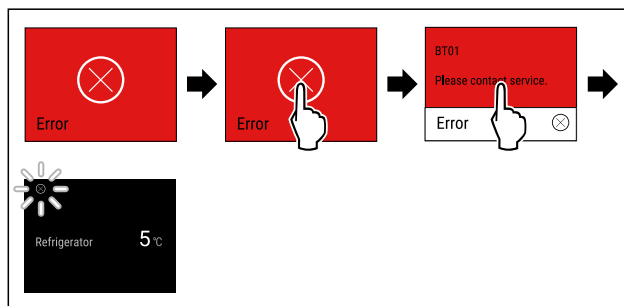 Error
Error
BT01
Please contact service.
Error
Refrigerator 5 °C